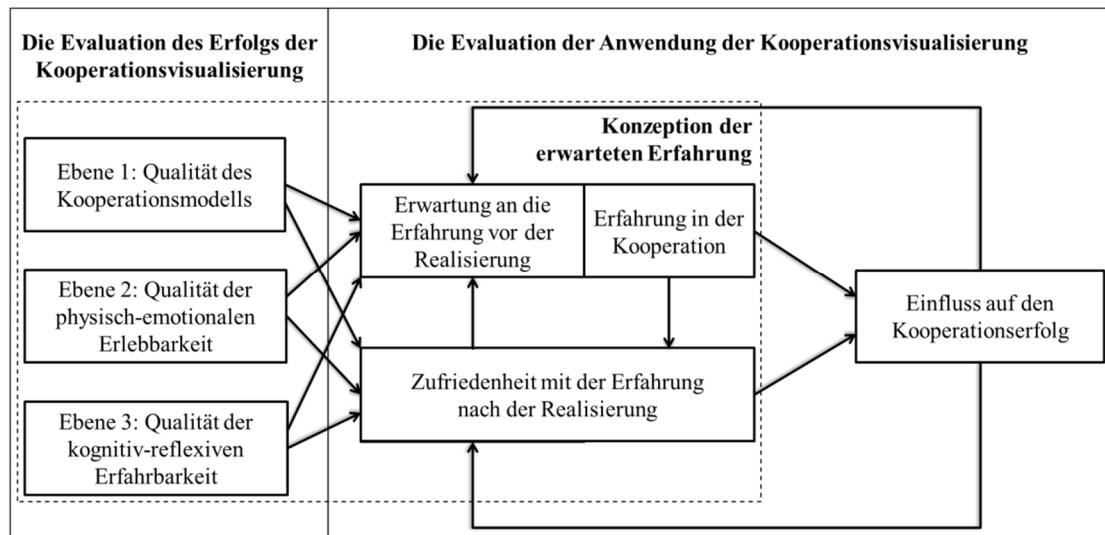 Die Evaluation des Erfolgs der
Kooperationsvisualisierung
Die Evaluation der Anwendung der Kooperationsvisualisierung
Konzeption der
erwarteten Erfahrung
Ebene 1: Qualität des
Kooperationsmodells
Ebene 2: Qualität der
physisch-emotionalen
Erlebbarkeit
Ebene 3: Qualität der
kognitiv-reflexiven
Erfahrbarkeit
Erwartung an die
Erfahrung vor der
Realisierung
Erfahrung in der
Kooperation
Zufriedenheit mit der Erfahrung
nach der Realisierung
Einfluss auf den
Kooperationserfolg